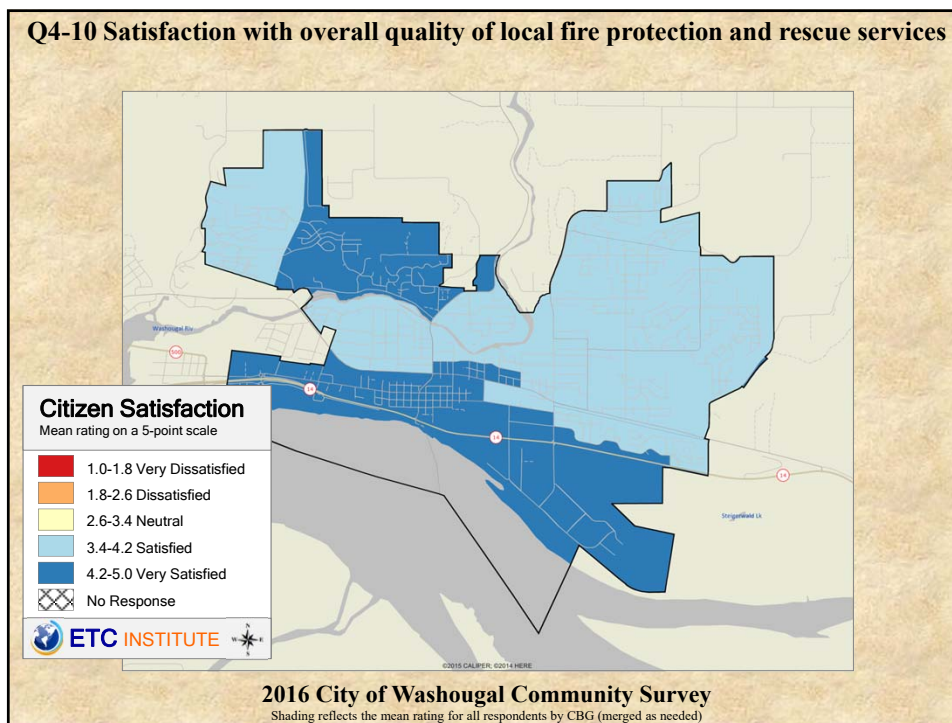 Q4-10 Satisfaction with overall quality of local fire protection and rescue services
Washougal Riv
500
14
14
14
Steigerwald Lk
Citizen Satisfaction
Mean rating on a 5-point scale
1.0-1.8 Very Dissatisfied
1.8-2.6 Dissatisfied
2.6-3.4 Neutral
3.4-4.2 Satisfied
4.2-5.0 Very Satisfied
No Response
ETC INSTITUTE
N
W E
S
©2015 CALIPER; ©2014 HERE
2016 City of Washougal Community Survey
Shading reflects the mean rating for all respondents by CBG (merged as needed)